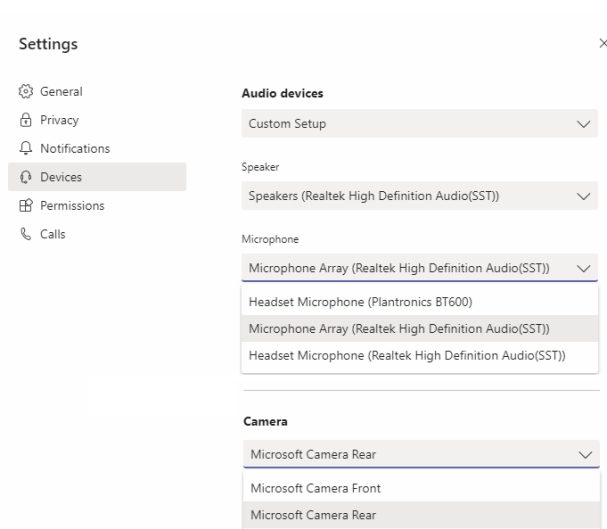 Settings
General
Privacy
Notifications
Devices
Permissions
Calls
Audio devices
Custom Setup
Speaker
Speakers (Realtek High Definition Audio(SST))
Microphone
Microphone Array (Realtek High Definition Audio(SST))
Headset Microphone (Plantronics BT600)
Microphone Array (Realtek High Definition Audio(SST))
Headset Microphone (Realtek High Definition Audio(SST))
Camera
Microsoft Camera Rear
Microsoft Camera Front
Microsoft Camera Rear